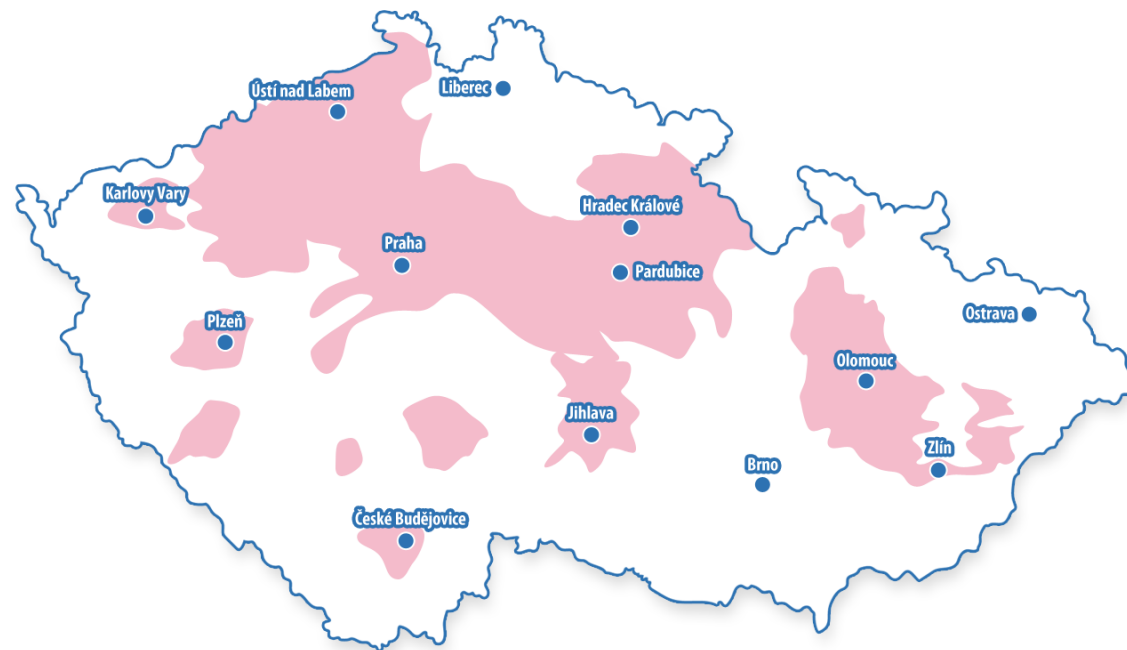 Ústí nad Labem
Liberec
Karlovy Vary
Hradec Králové
Praha
Pardubice
Plzeň
Ostrava
Olomouc
Jihlava
Zlín
Brno
České Budějovice